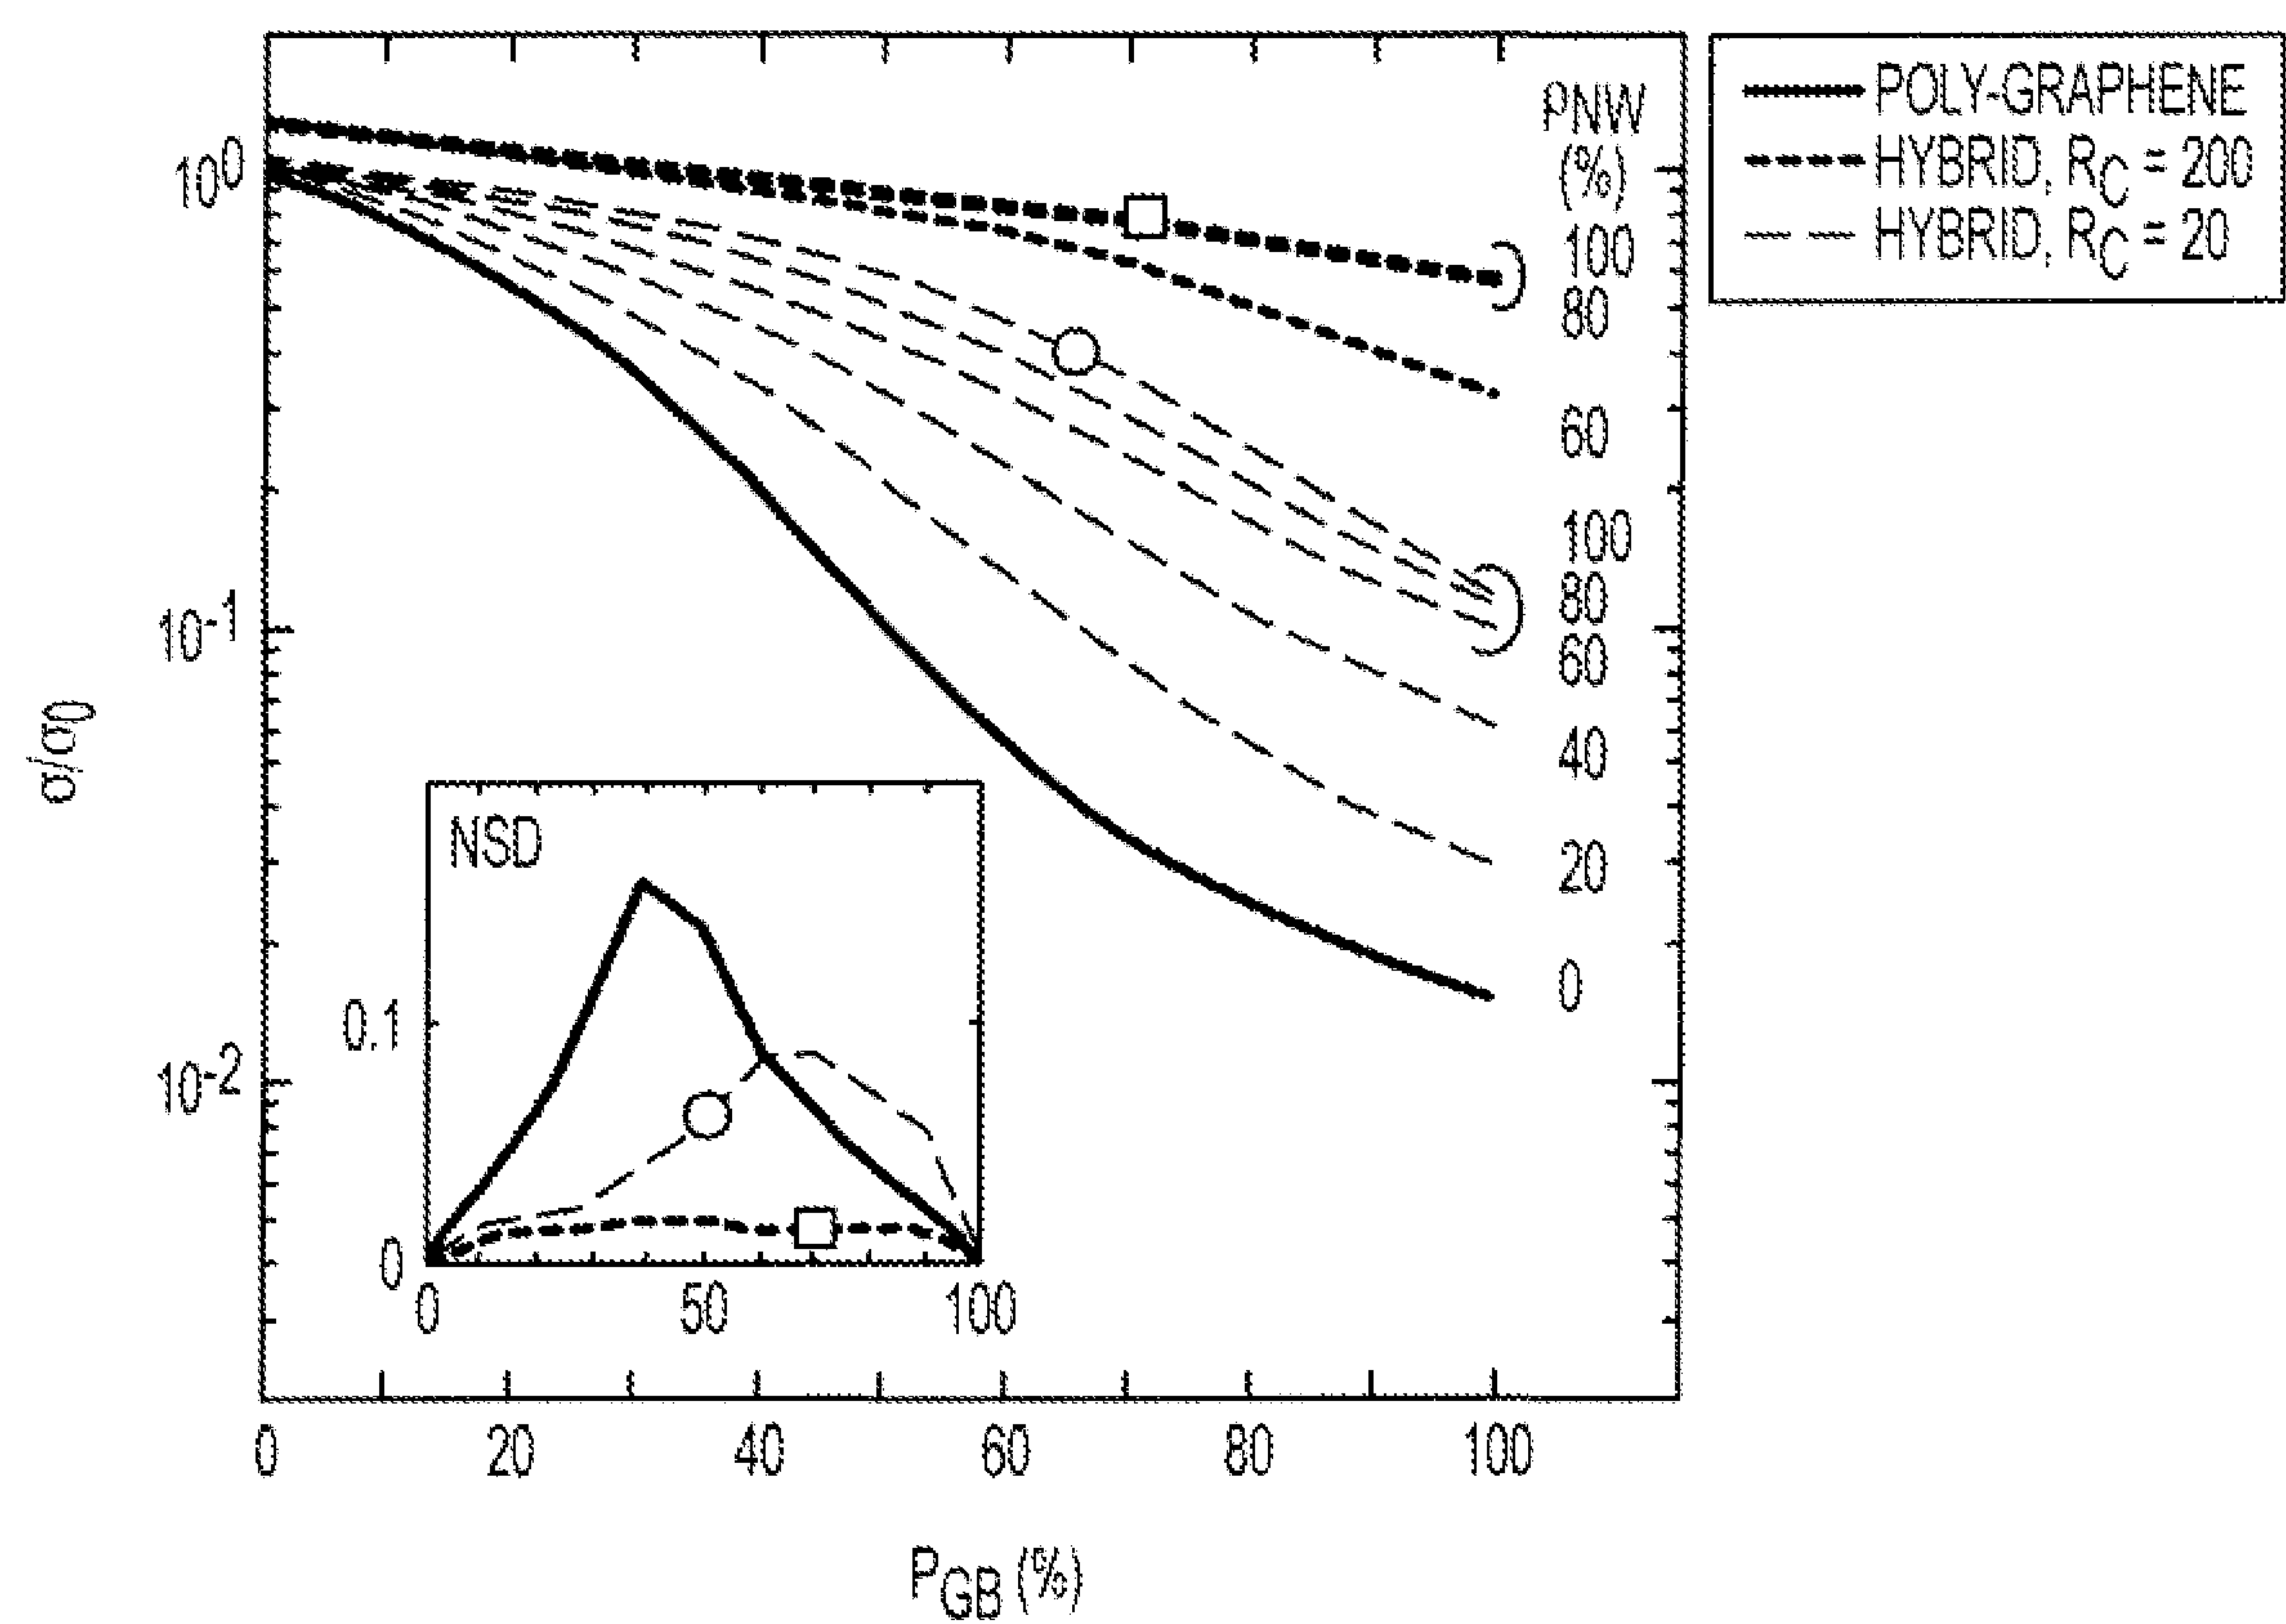 POLY-GRAPHENE
HYBRID, RC = 200
HYBRID, RC = 20
PNW
(%)
100
80
60
100
80
60
40
20
0
10^0
10^-1
10^-2
σ/σ0
NSD
0.1
0
0 50 100
0 20 40 60 80 100
PGB (%)